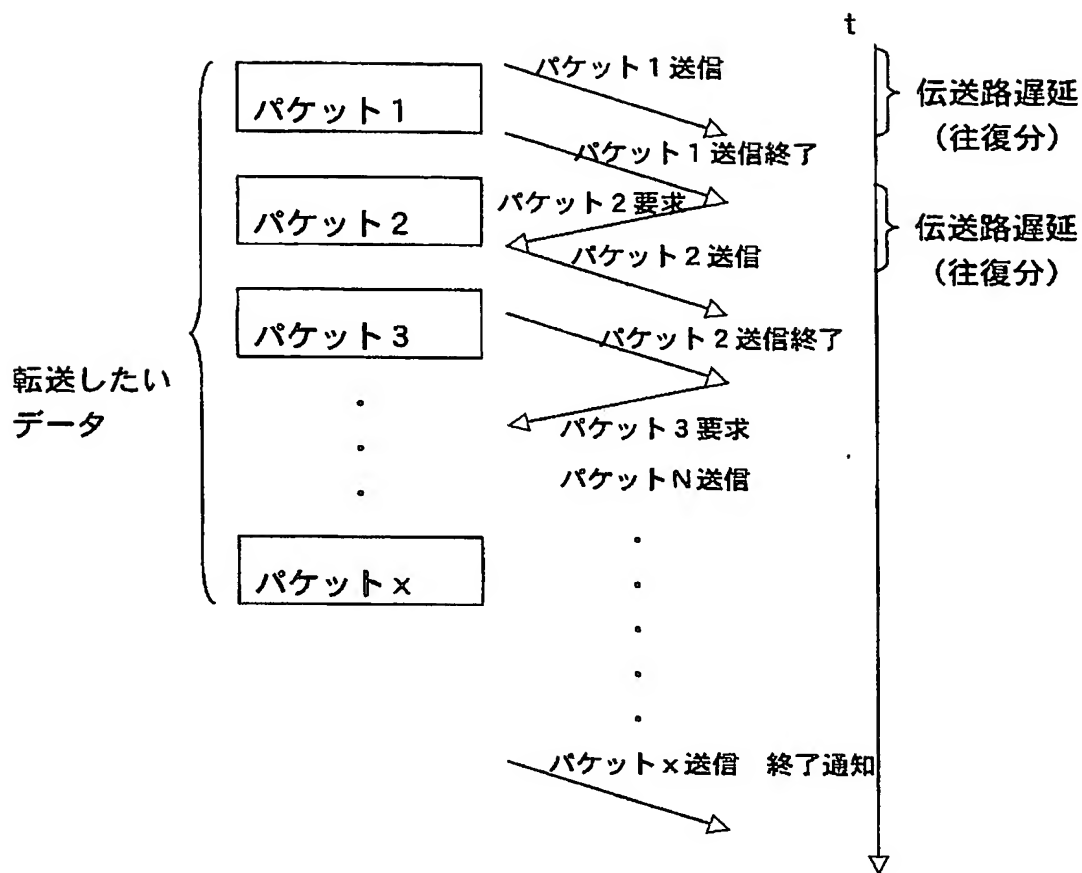 t
パケット1送信
伝送路遅延
(往復分)
パケット1
パケット1送信終了
パケット2要求
パケット2
伝送路遅延
(往復分)
パケット2送信
パケット3
パケット2送信終了
転送したい
データ
パケット3要求
パケットN送信
パケットx
パケットx送信 終了通知